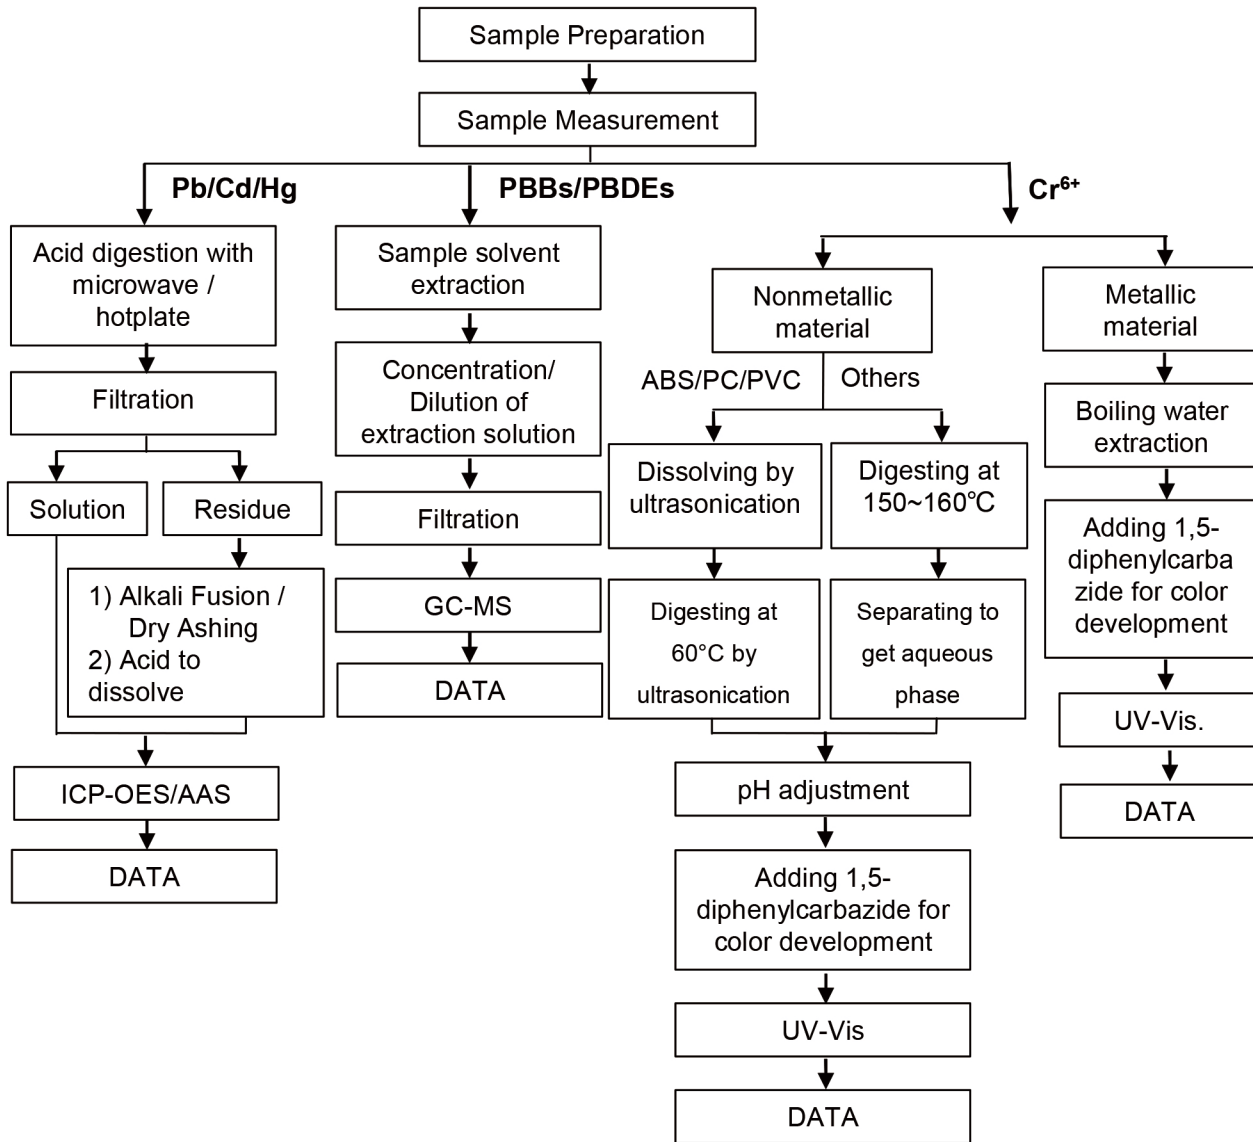 Sample Preparation
Sample Measurement
Pb/Cd/Hg
PBBs/PBDEs
Cr⁶⁺
Acid digestion with
microwave /
hotplate
Filtration
Solution
Residue
1) Alkali Fusion /
Dry Ashing
2) Acid to
dissolve
ICP-OES/AAS
DATA
Sample solvent
extraction
Concentration/
Dilution of
extraction solution
Filtration
GC-MS
DATA
Nonmetallic
material
ABS/PC/PVC
Others
Dissolving by
ultrasonication
Digesting at
60°C by
ultrasonication
Digesting at
150~160℃
Separating to
get aqueous
phase
pH adjustment
Adding 1,5-
diphenylcarbazide for
color development
UV-Vis
DATA
Metallic
material
Boiling water
extraction
Adding 1,5-
diphenylcarba
zide for color
development
UV-Vis.
DATA